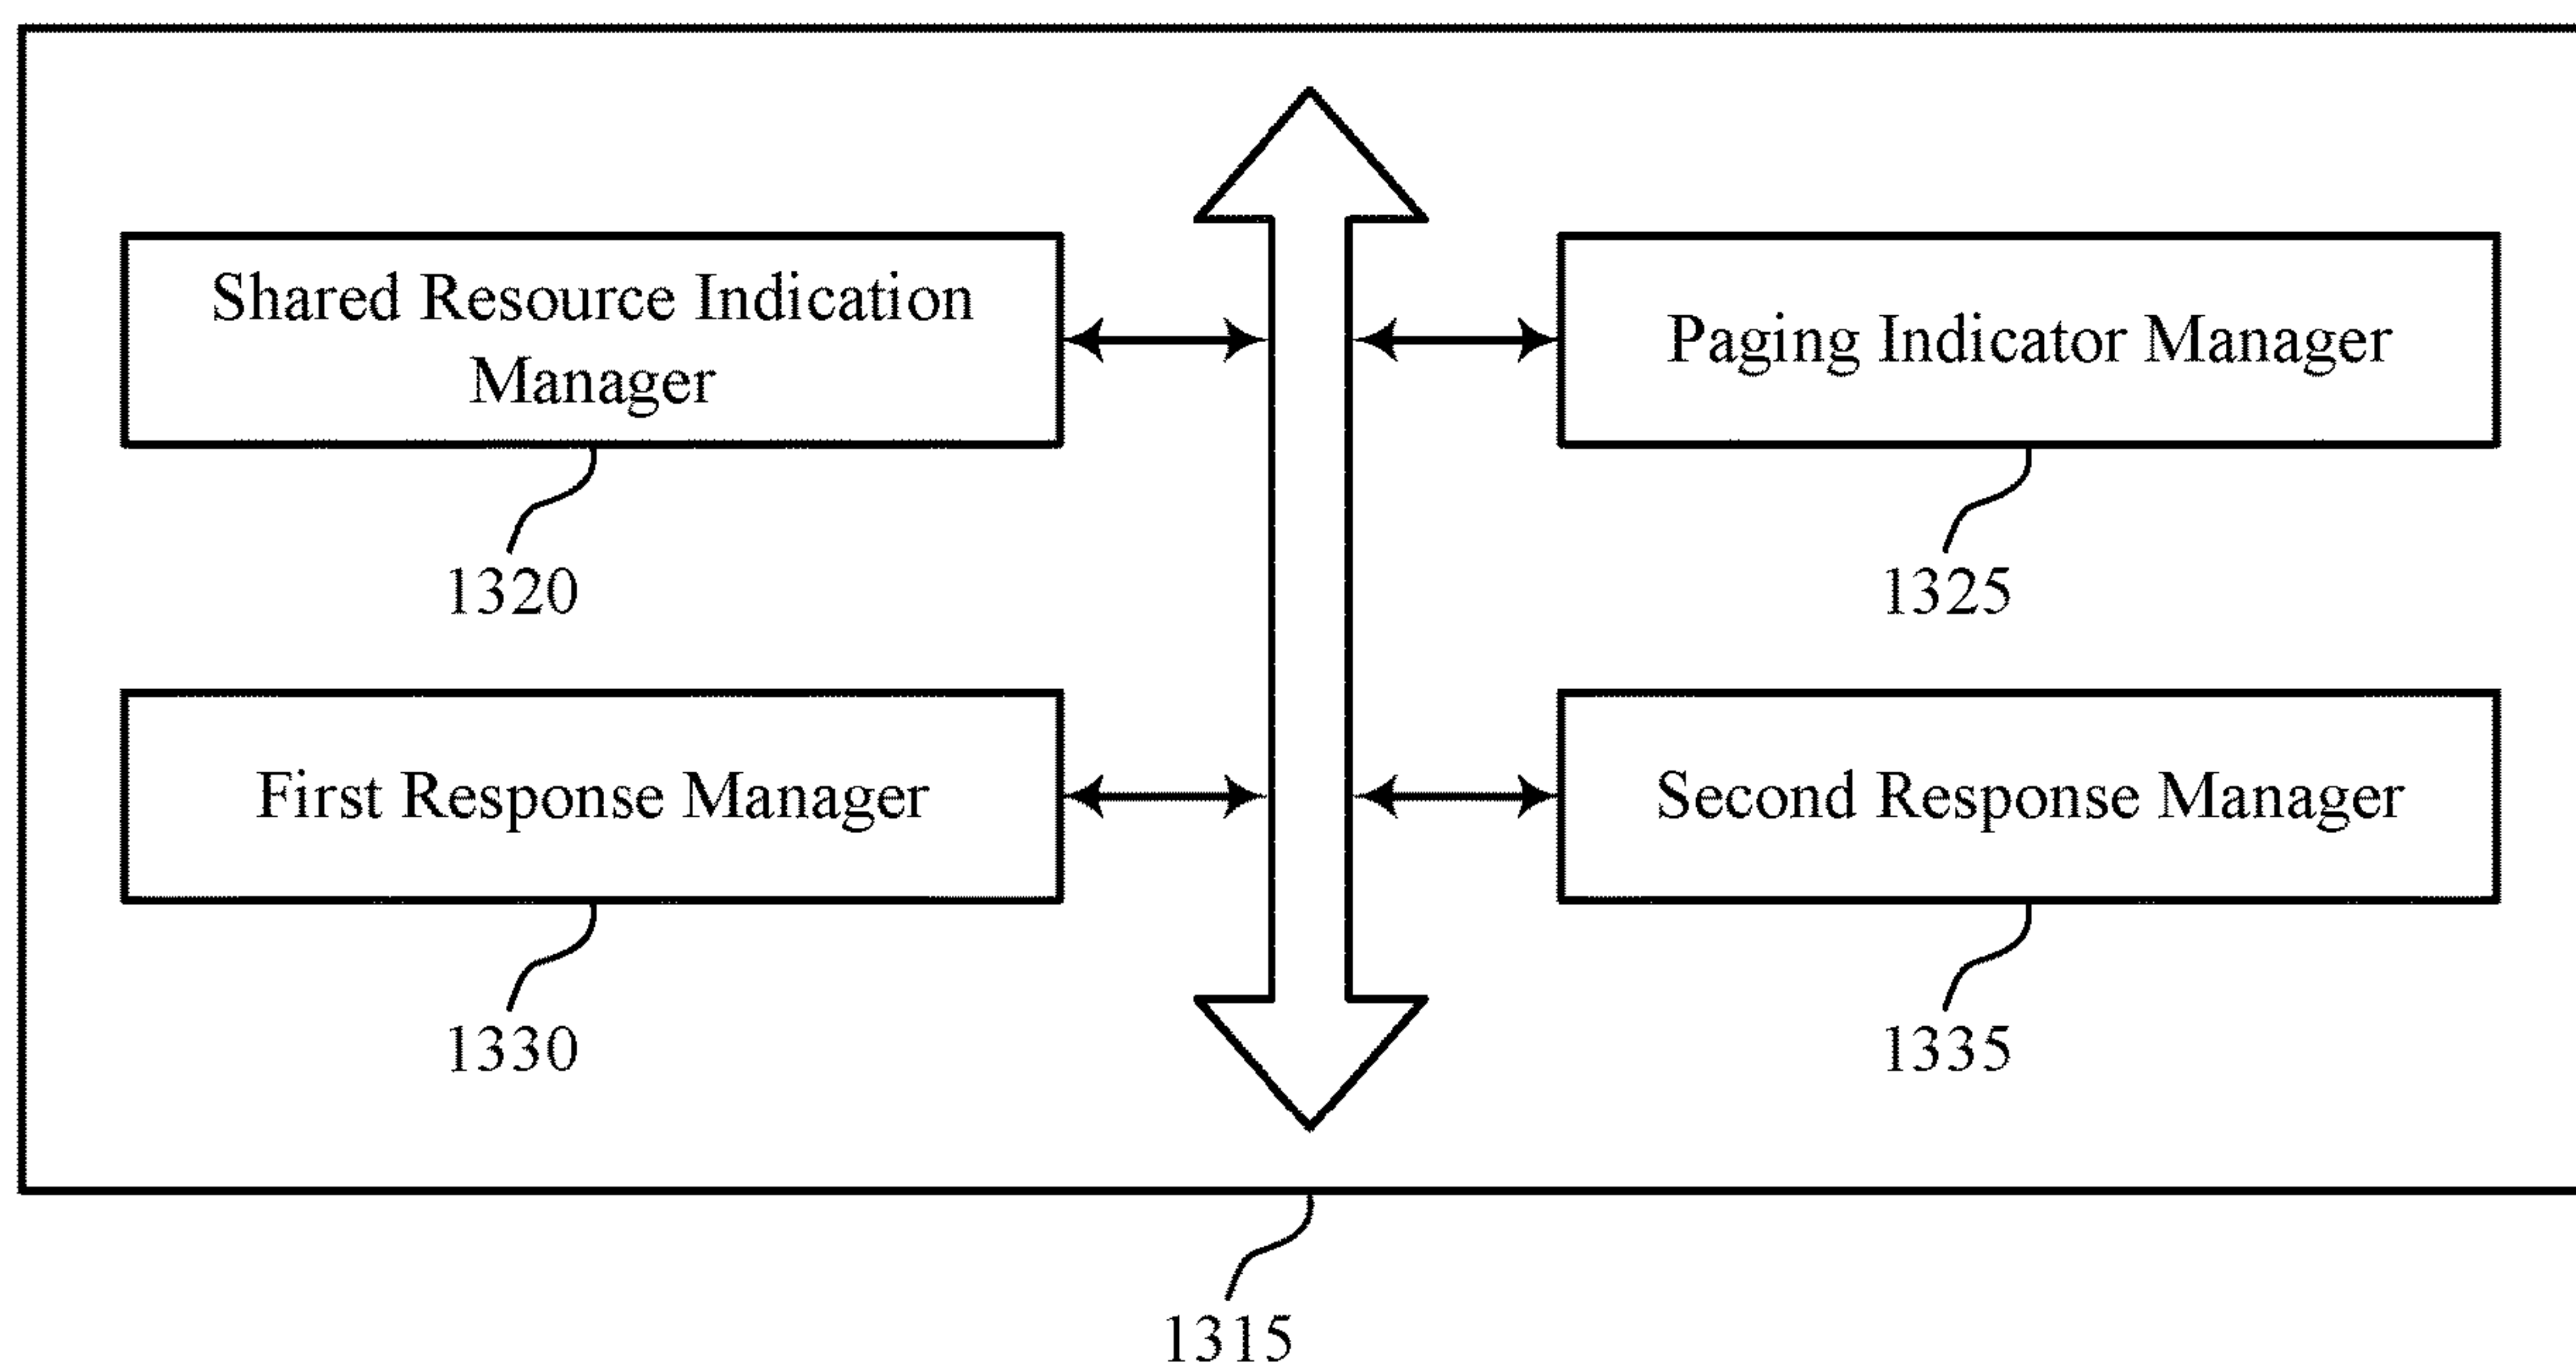 Shared Resource Indication
Manager
Paging Indicator Manager
1320
1325
First Response Manager
Second Response Manager
1330
1335
1315